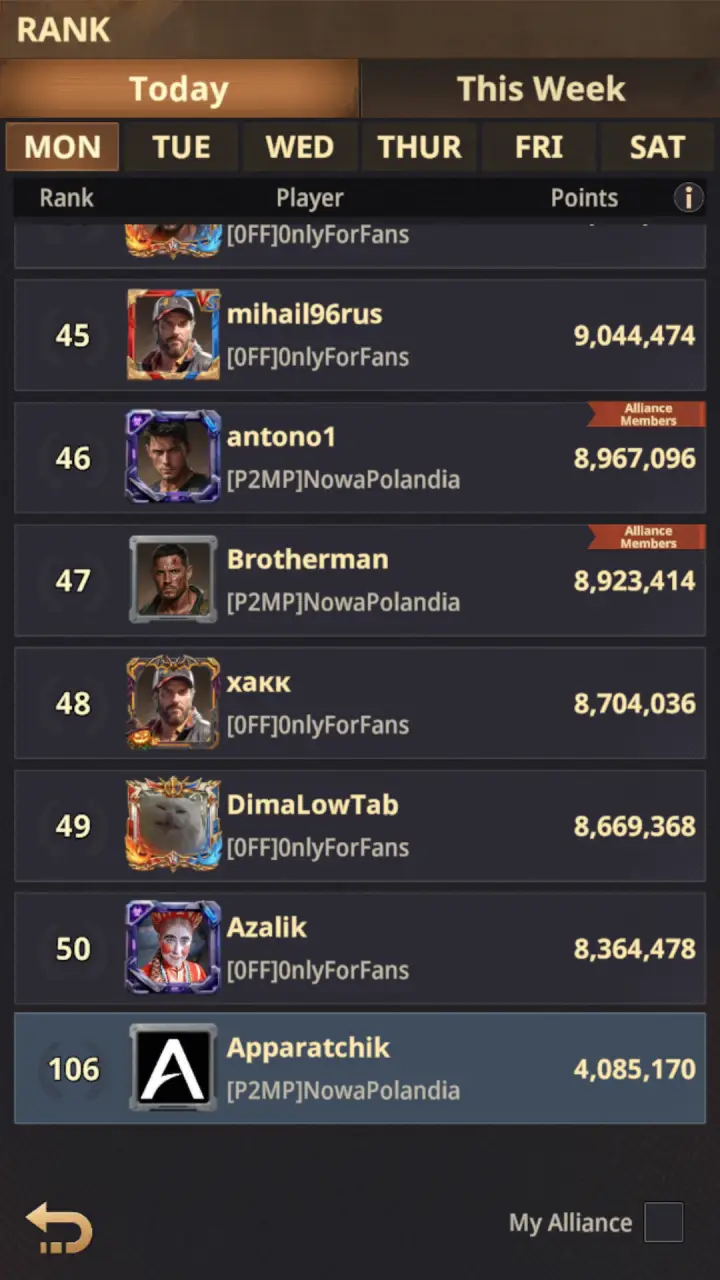 RANK
Today
This Week
MON TUE WED THUR FRI SAT
Rank Player Points i
[0FF]0nlyForFans
45 mihail96rus 9,044,474
[0FF]0nlyForFans
Alliance
Members
46 antono1 8,967,096
[P2MP]NowaPolandia
Alliance
Members
47 Brotherman 8,923,414
[P2MP]NowaPolandia
48 хакк 8,704,036
[0FF]0nlyForFans
49 DimaLowTab 8,669,368
[0FF]0nlyForFans
50 Azalik 8,364,478
[0FF]0nlyForFans
106 Apparatchik 4,085,170
[P2MP]NowaPolandia
My Alliance